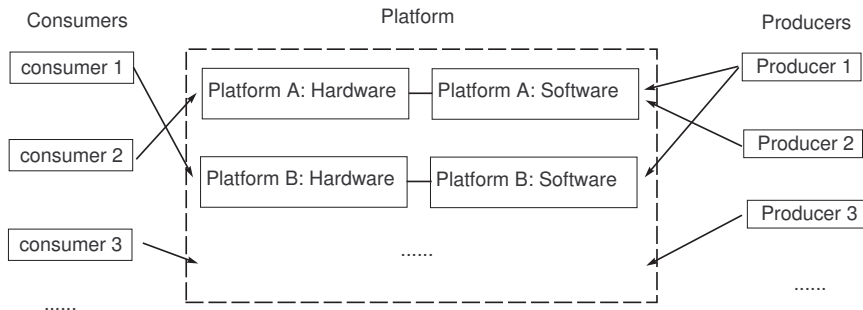 Consumers
Platform
Producers
consumer 1
Platform A: Hardware
Platform A: Software
Producer 1
consumer 2
Producer 2
Platform B: Hardware
Platform B: Software
consumer 3
Producer 3
......
......
......